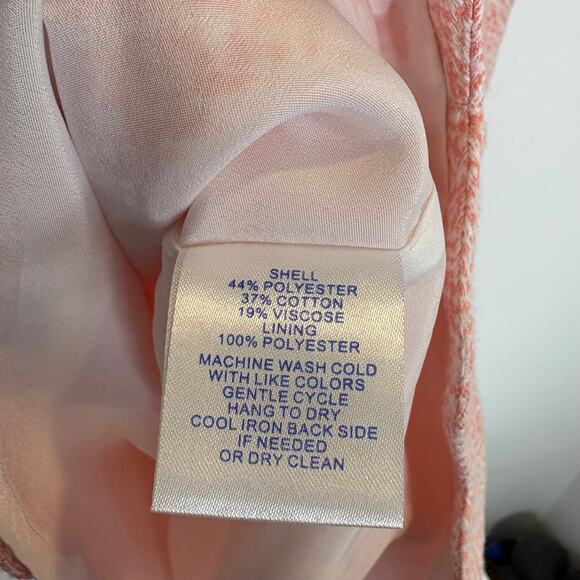 SHELL
44% POLYESTER
37% COTTON
19% VISCOSE
LINING
100% POLYESTER
MACHINE WASH COLD
WITH LIKE COLORS
GENTLE CYCLE
HANG TO DRY
COOL IRON BACK SIDE
IF NEEDED
OR DRY CLEAN